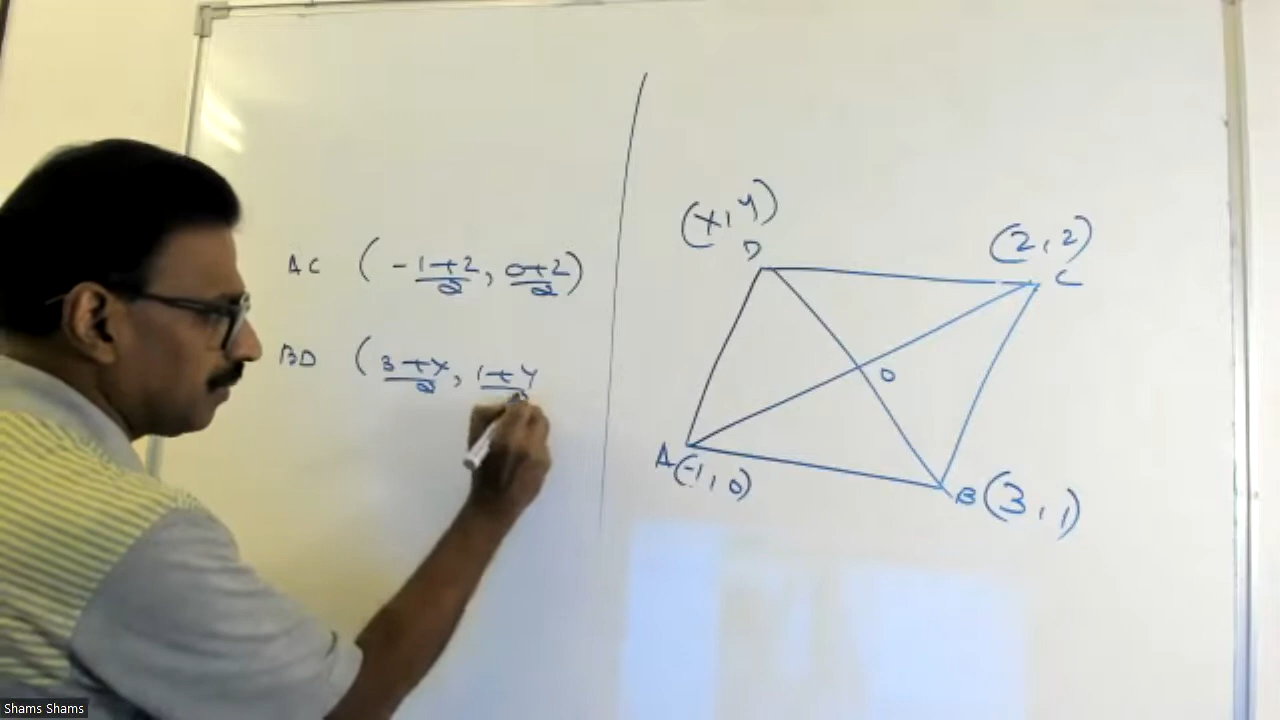 AC ( -1+2/2 , 0+2/2 )
BD ( 3+x/2 , 1+y/2
(x, y)
D
(2, 2)
C
O
A(-1, 0)
B(3, 1)
Shams Shams